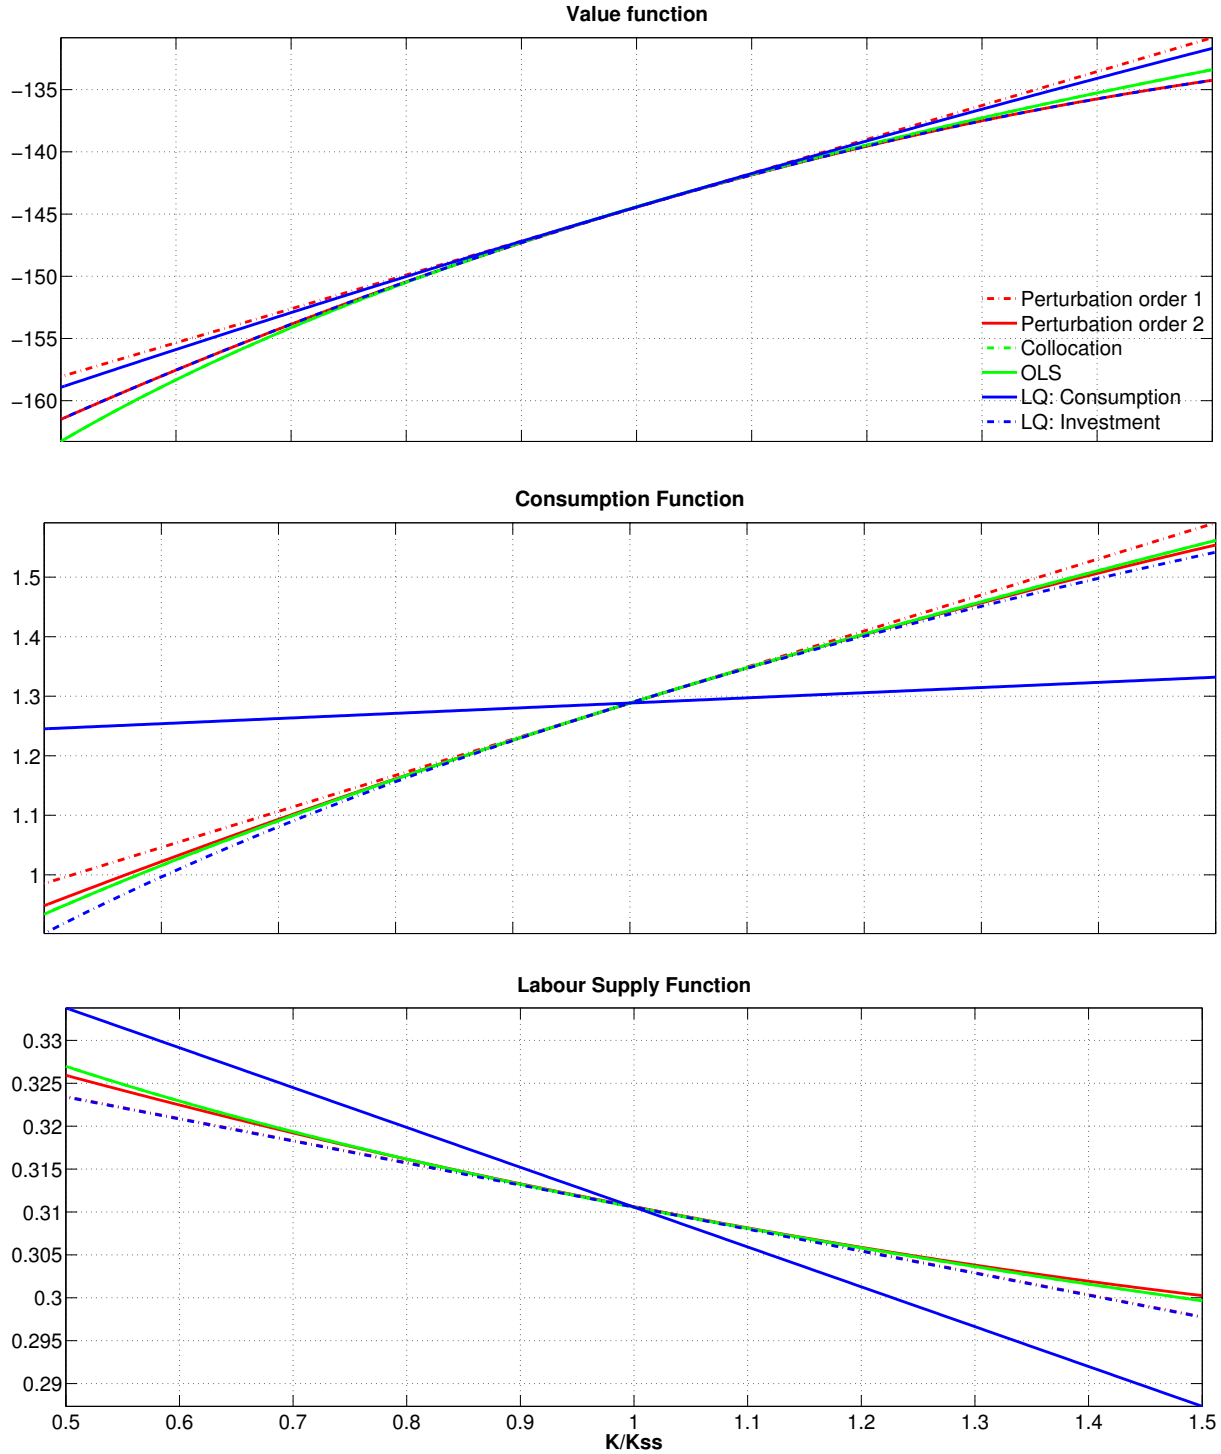 Value function
−135
−140
−145
−150
−155
−160
Perturbation order 1
Perturbation order 2
Collocation
OLS
LQ: Consumption
LQ: Investment
Consumption Function
1.5
1.4
1.3
1.2
1.1
1
Labour Supply Function
0.33
0.325
0.32
0.315
0.31
0.305
0.3
0.295
0.29
0.5 0.6 0.7 0.8 0.9 1 1.1 1.2 1.3 1.4 1.5
K/Kss